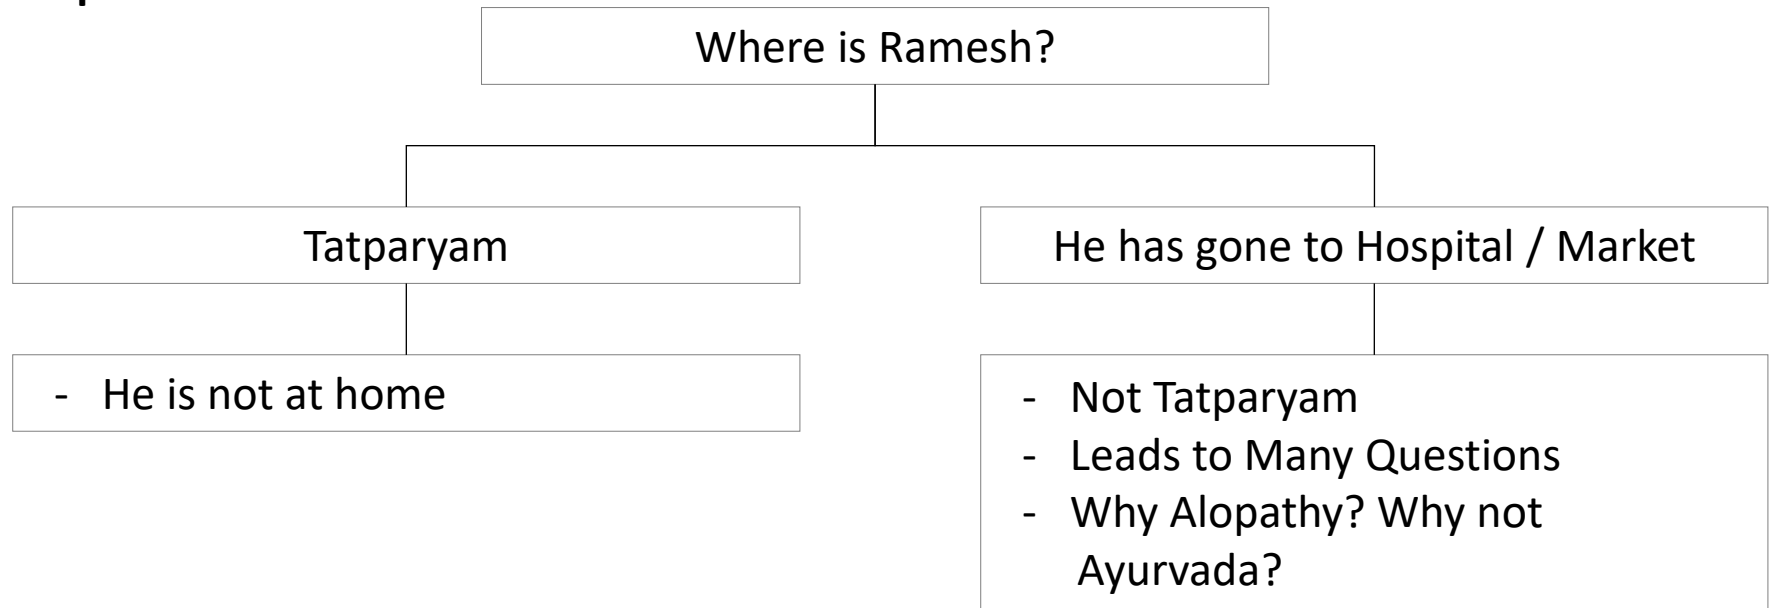 Where is Ramesh?
Tatparyam
He has gone to Hospital / Market
- He is not at home
- Not Tatparyam
- Leads to Many Questions
- Why Alopathy? Why not
Ayurvada?